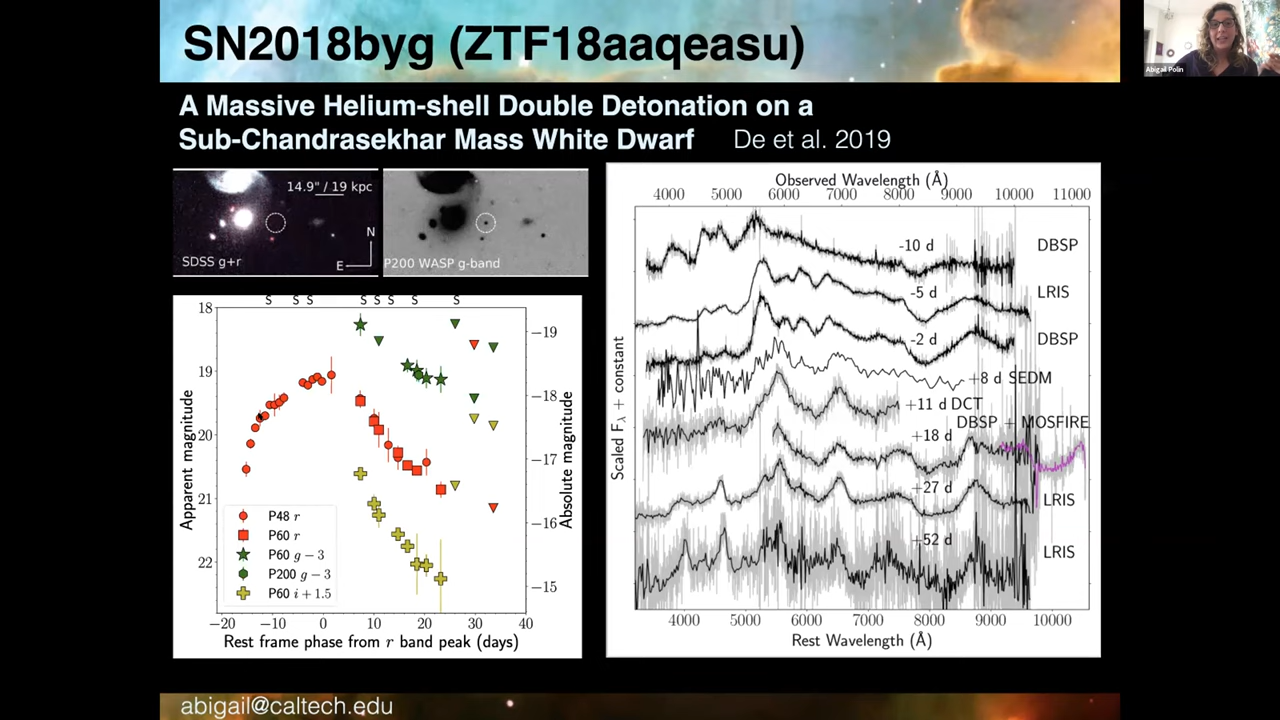 SN2018byg (ZTF18aaqeasu)
Abigail Polin
A Massive Helium-shell Double Detonation on a
Sub-Chandrasekhar Mass White Dwarf De et al. 2019
14.9" / 19 kpc
N
E
SDSS g+r
P200 WASP g-band
S S S S S S S S
18
19
20
21
22
Apparent magnitude
−19
−18
−17
−16
−15
Absolute magnitude
P48 r
P60 r
P60 g − 3
P200 g − 3
P60 i + 1.5
−20 −10 0 10 20 30 40
Rest frame phase from r band peak (days)
Observed Wavelength (Å)
4000 5000 6000 7000 8000 9000 10000 11000
-10 d DBSP
-5 d LRIS
-2 d DBSP
+8 d SEDM
+11 d DCT
DBSP + MOSFIRE
+18 d
+27 d LRIS
+52 d LRIS
Scaled Fλ + constant
4000 5000 6000 7000 8000 9000 10000
Rest Wavelength (Å)
abigail@caltech.edu